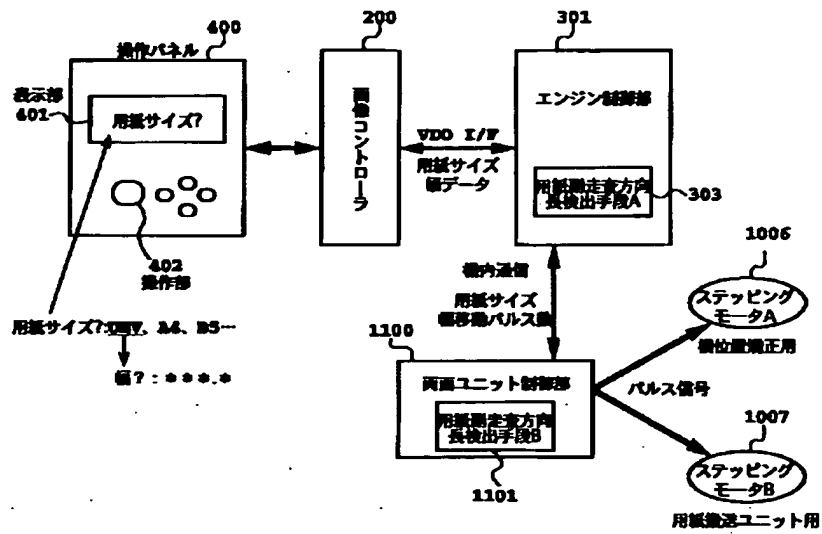 400
操作パネル
表示部
401
用紙サイズ?
402
操作部
用紙サイズ?:UNV、A4、B5…
幅?:***.*
200
画像コントローラ
VDO I/F
用紙サイズ
幅データ
301
エンジン制御部
用紙測走査方向
長検出手段A
303
機内通信
用紙サイズ
幅移動パルス数
1100
両面ユニット制御部
用紙測走査方向
長検出手段B
1101
パルス信号
1006
ステッピング
モータA
横位置矯正用
1007
ステッピング
モータB
用紙搬送ユニット用